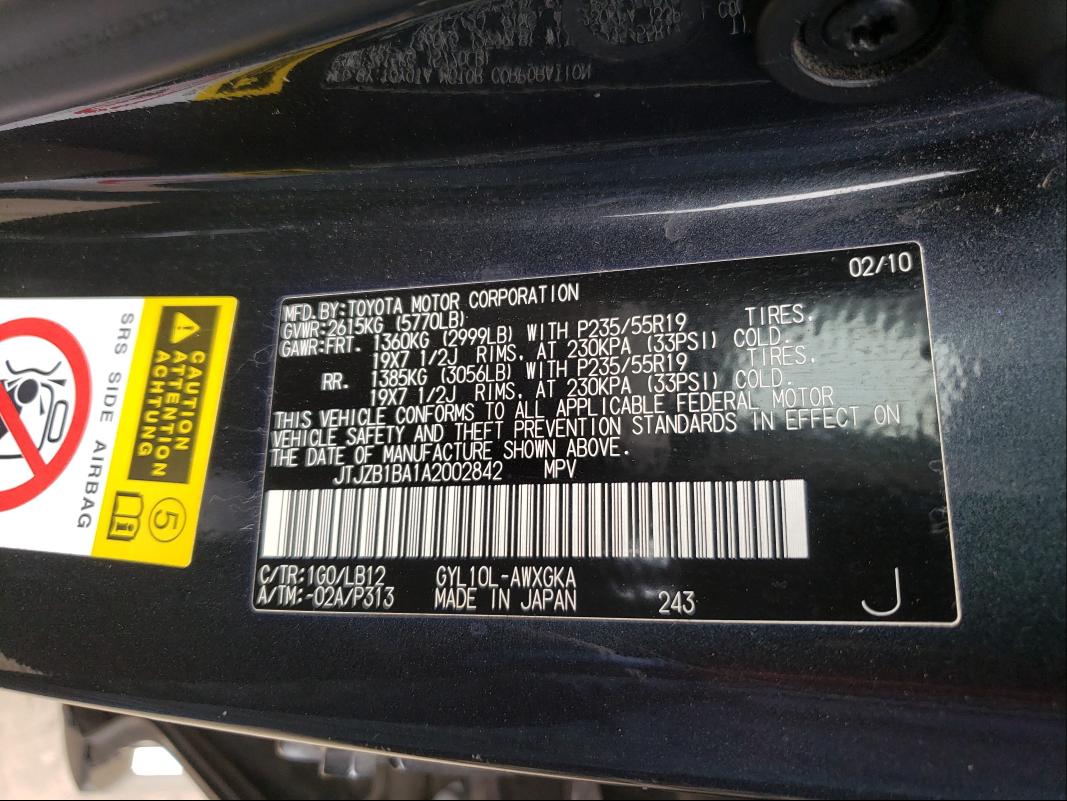 02/10
MFD. BY: TOYOTA MOTOR CORPORATION
GVWR: 2615KG (5770LB)
GAWR: FRT. 1360KG (2999LB) WITH P235/55R19 TIRES.
19X7 1/2J RIMS. AT 230KPA (33PSI) COLD.
RR. 1385KG (3056LB) WITH P235/55R19 TIRES.
19X7 1/2J RIMS. AT 230KPA (33PSI) COLD.
THIS VEHICLE CONFORMS TO ALL APPLICABLE FEDERAL MOTOR
VEHICLE SAFETY AND THEFT PREVENTION STANDARDS IN EFFECT ON
THE DATE OF MANUFACTURE SHOWN ABOVE.
JTJZB1BA1A2002842 MPV
C/TR: 1G0/LB12 GYL10L-AWXGKA
A/TM: -02A/P313 MADE IN JAPAN 243
J
CAUTION
ATTENTION
ACHTUNG
5
i
SRS SIDE AIRBAG